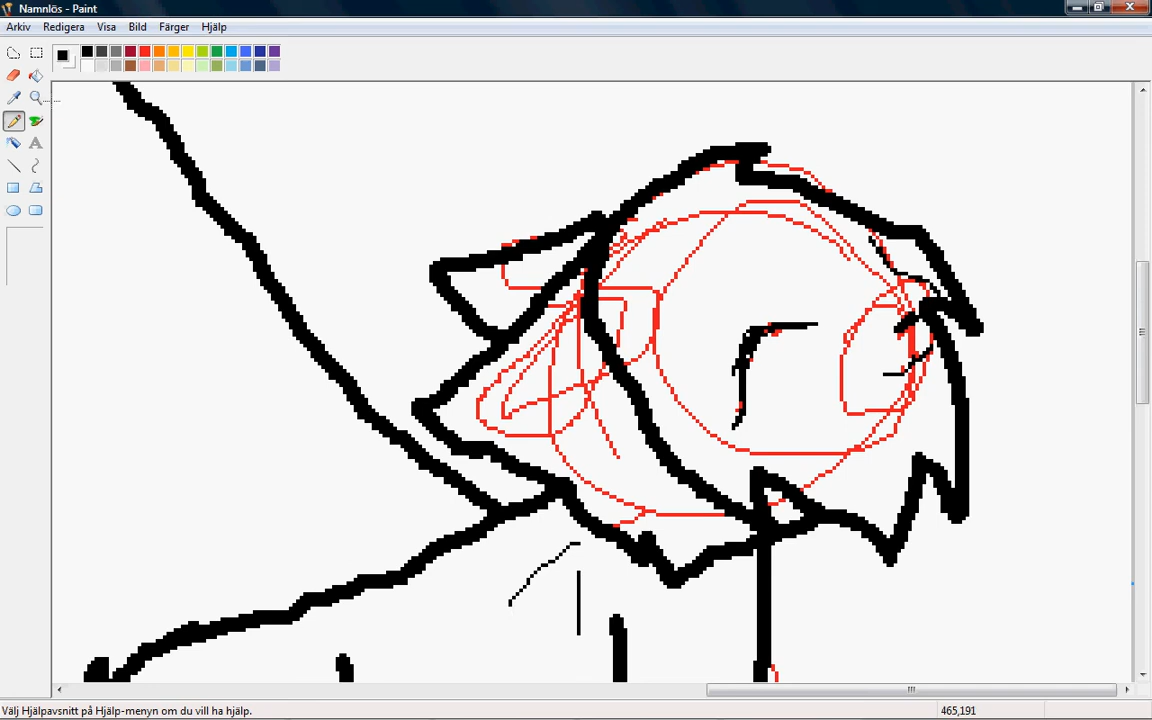 Namnlös - Paint
Arkiv Redigera Visa Bild Färger Hjälp
A
Välj Hjälpavsnitt på Hjälp-menyn om du vill ha hjälp.
465,191